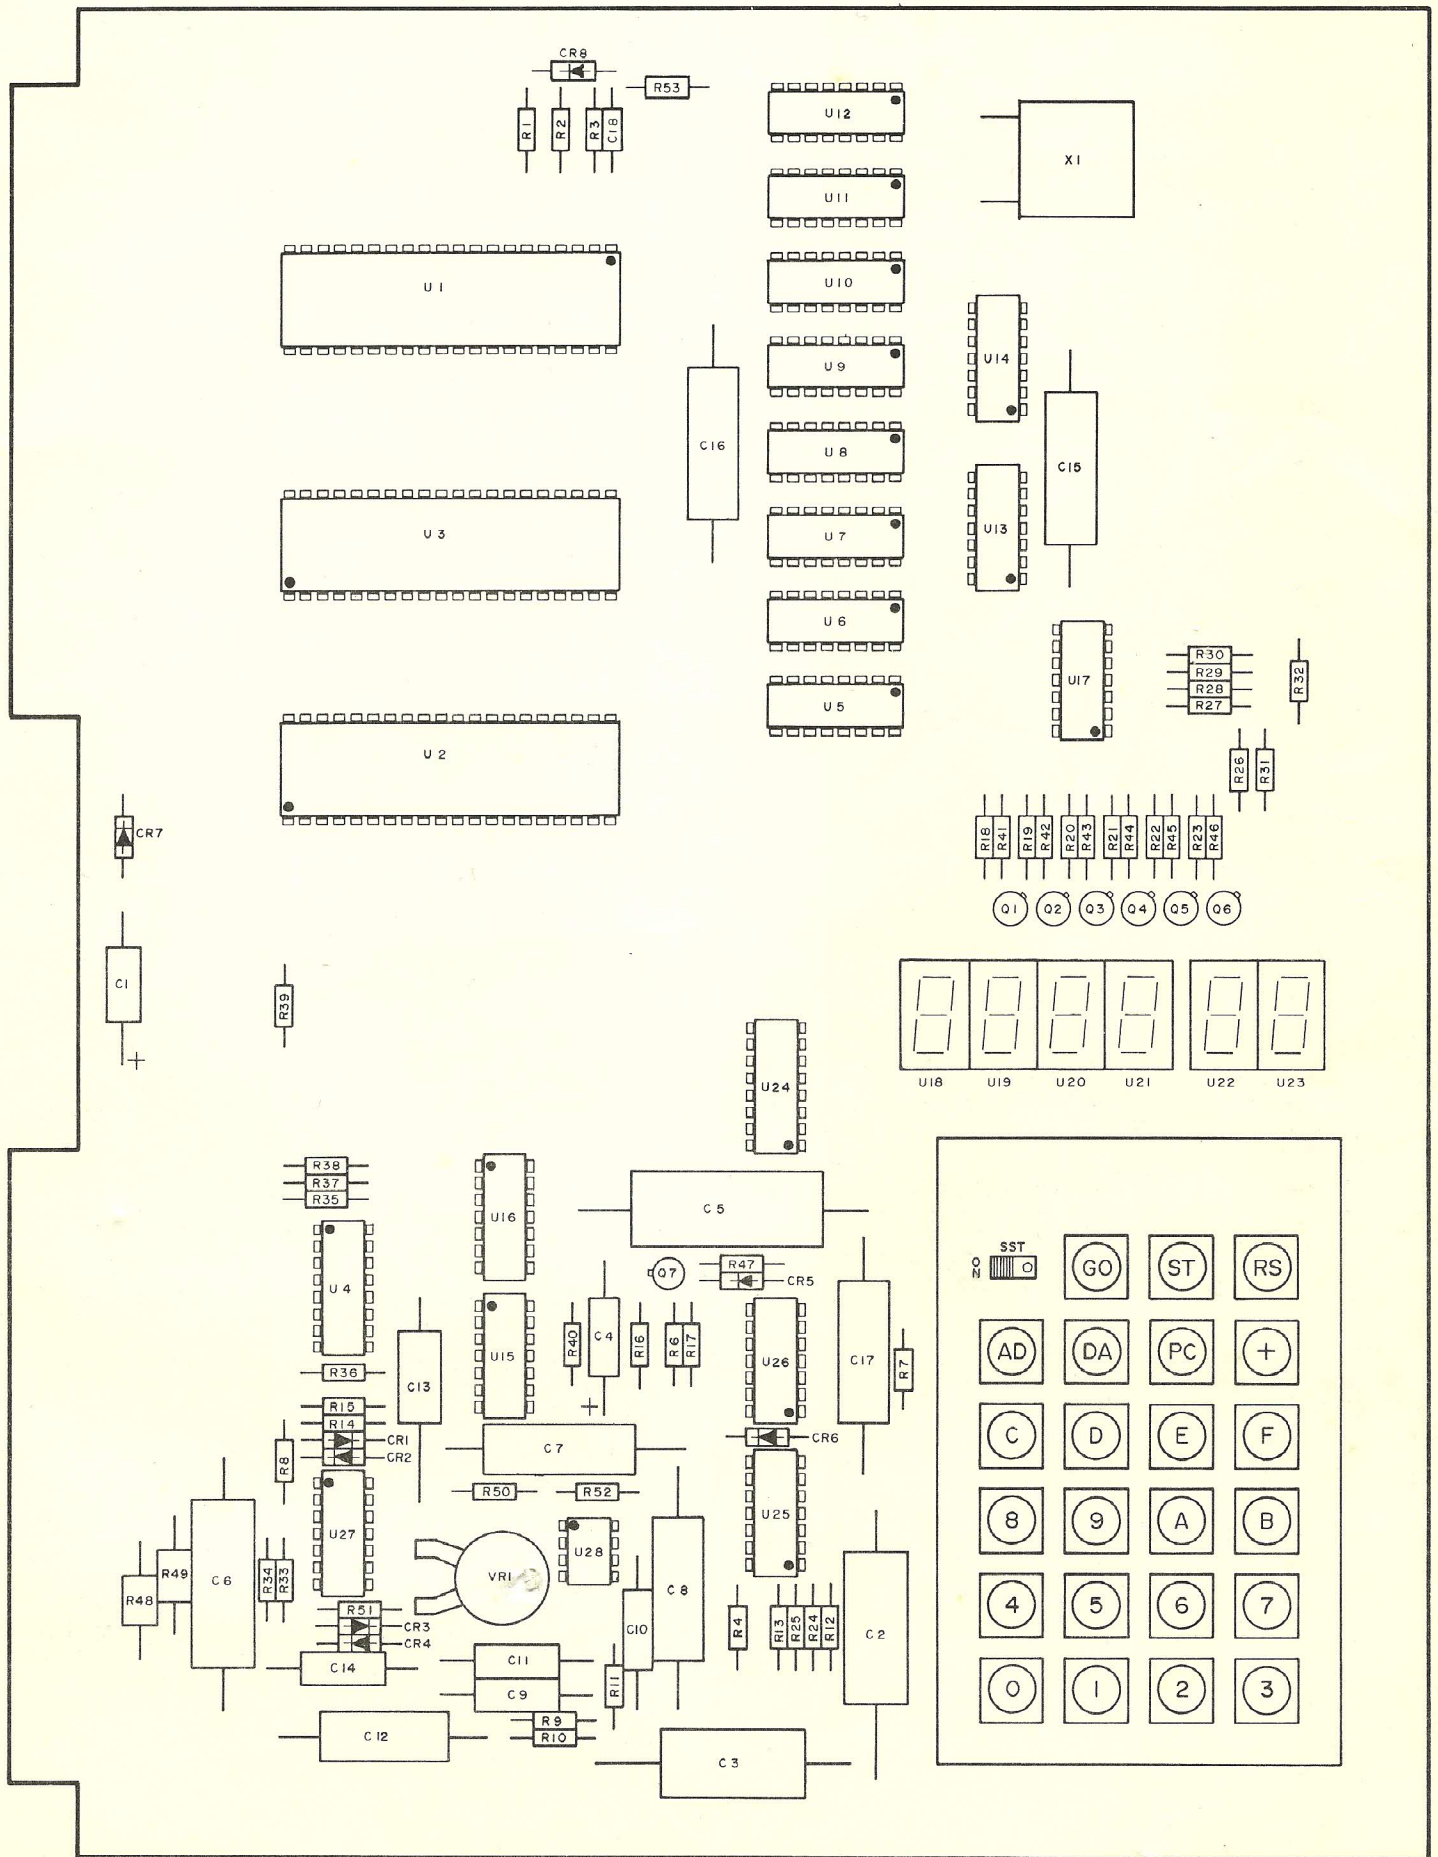 CR8
R53
R1
R2
R3
C18
U12
X1
U11
U1
U10
U14
U9
C16
U8
C15
U3
U13
U7
U6
U17
R30
R29
R28
R27
R32
U5
U2
R26
R31
CR7
R18
R41
R19
R42
R20
R43
R21
R44
R22
R45
R23
R46
Q1
Q2
Q3
Q4
Q5
Q6
C1
+
R39
U18
U19
U20
U21
U22
U23
U24
R38
R37
R35
U16
C5
SST
ON
GO
ST
RS
Q7
R47
CR5
U4
U15
R40
C4
+
R16
R6
R17
U26
C17
R7
AD
DA
PC
+
R36
C13
R15
R14
CR1
CR2
R8
C7
CR6
C
D
E
F
R50
R52
U27
U28
VR1
U25
8
9
A
B
C6
R48
R49
R34
R33
C8
C10
R51
CR3
CR4
R4
R13
R25
R24
R12
C2
4
5
6
7
C14
C11
C9
R11
0
1
2
3
R9
R10
C12
C3